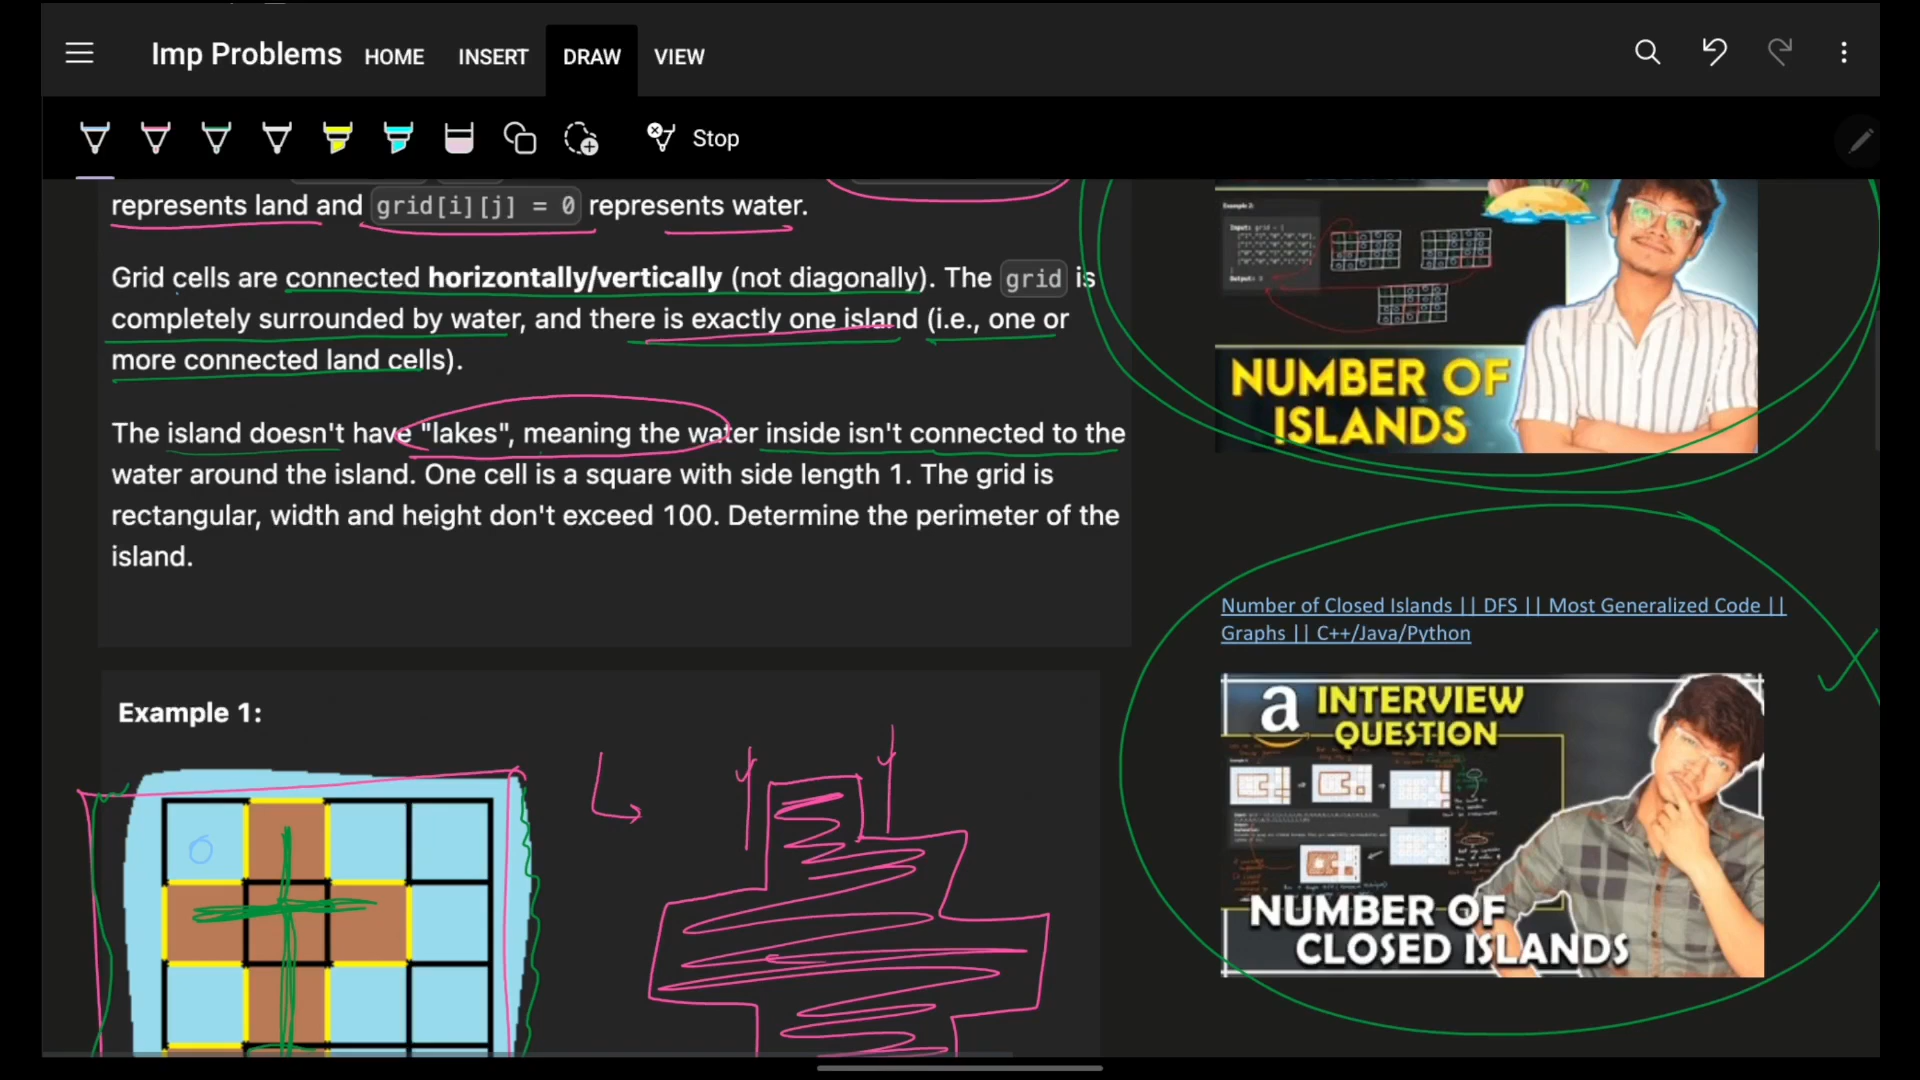 Imp Problems HOME INSERT DRAW VIEW
Stop
represents land and grid[i][j] = 0 represents water.
Grid cells are connected horizontally/vertically (not diagonally). The grid is
completely surrounded by water, and there is exactly one island (i.e., one or
more connected land cells).
The island doesn't have "lakes", meaning the water inside isn't connected to the
water around the island. One cell is a square with side length 1. The grid is
rectangular, width and height don't exceed 100. Determine the perimeter of the
island.
Example 1:
Example 2:
Input: grid = [
NUMBER OF
ISLANDS
Number of Closed Islands || DFS || Most Generalized Code ||
Graphs || C++/Java/Python
a INTERVIEW
QUESTION
NUMBER OF
CLOSED ISLANDS